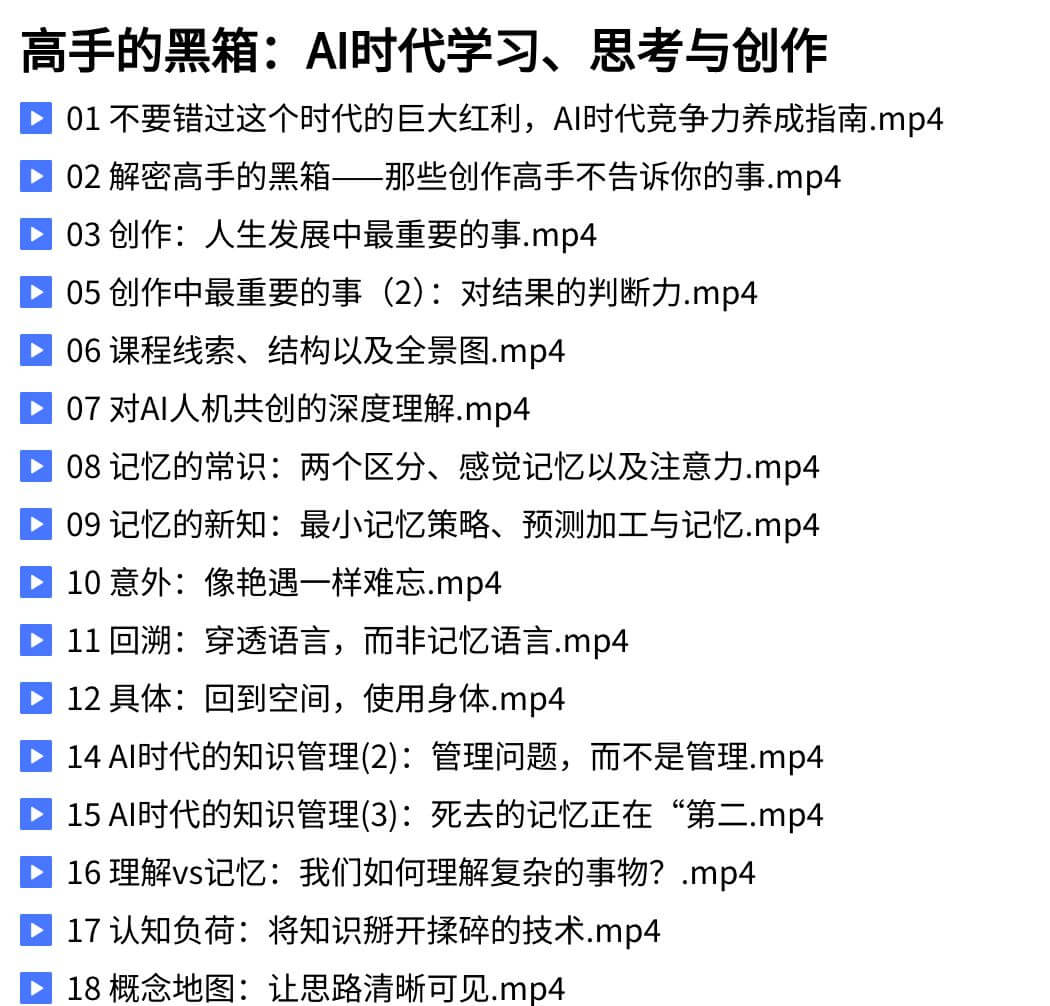 高手的黑箱：AI时代学习、思考与创作
01 不要错过这个时代的巨大红利，AI时代竞争力养成指南.mp4
02 解密高手的黑箱——那些创作高手不告诉你的事.mp4
03 创作：人生发展中最重要的事.mp4
05 创作中最重要的事（2）：对结果的判断力.mp4
06 课程线索、结构以及全景图.mp4
07 对AI人机共创的深度理解.mp4
08 记忆的常识：两个区分、感觉记忆以及注意力.mp4
09 记忆的新知：最小记忆策略、预测加工与记忆.mp4
10 意外：像艳遇一样难忘.mp4
11 回溯：穿透语言，而非记忆语言.mp4
12 具体：回到空间，使用身体.mp4
14 AI时代的知识管理(2)：管理问题，而不是管理.mp4
15 AI时代的知识管理(3)：死去的记忆正在“第二.mp4
16 理解vs记忆：我们如何理解复杂的事物？.mp4
17 认知负荷：将知识掰开揉碎的技术.mp4
18 概念地图：让思路清晰可见.mp4